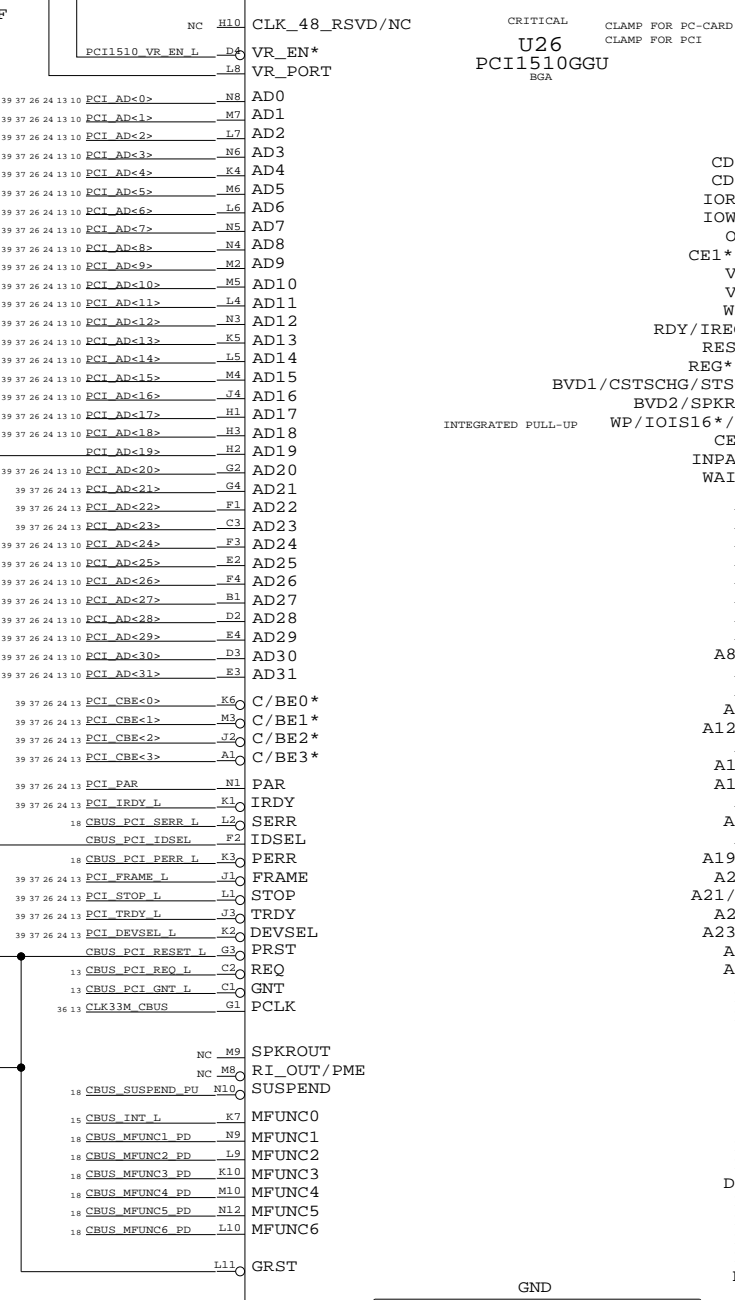 F
NC H10 CLK_48_RSVD/NC CRITICAL CLAMP FOR PC-CARD
U26 CLAMP FOR PCI
PCI1510_VR_EN_L D4 VR_EN*
PCI1510GGU
L8 VR_PORT
BGA
39 37 26 24 13 10 PCI_AD<0> N8 AD0
39 37 26 24 13 10 PCI_AD<1> M7 AD1
39 37 26 24 13 10 PCI_AD<2> L7 AD2
39 37 26 24 13 10 PCI_AD<3> N6 AD3
39 37 26 24 13 10 PCI_AD<4> K4 AD4 CD
39 37 26 24 13 10 PCI_AD<5> M6 AD5 CD
39 37 26 24 13 10 PCI_AD<6> L6 AD6 IOR
39 37 26 24 13 10 PCI_AD<7> N5 AD7 IOW
39 37 26 24 13 10 PCI_AD<8> N4 AD8 O
39 37 26 24 13 10 PCI_AD<9> M2 AD9 CE1*
39 37 26 24 13 10 PCI_AD<10> M5 AD10 V
39 37 26 24 13 10 PCI_AD<11> L4 AD11 V
39 37 26 24 13 10 PCI_AD<12> N3 AD12 W
39 37 26 24 13 10 PCI_AD<13> K5 AD13 RDY/IREQ
39 37 26 24 13 10 PCI_AD<14> L5 AD14 RES
39 37 26 24 13 10 PCI_AD<15> M4 AD15 REG*
39 37 26 24 13 10 PCI_AD<16> J4 AD16 BVD1/CSTSCHG/STS
39 37 26 24 13 10 PCI_AD<17> H1 AD17 BVD2/SPKR
39 37 26 24 13 10 PCI_AD<18> H3 AD18 INTEGRATED PULL-UP WP/IOIS16*/
PCI_AD<19> H2 AD19 CE
39 37 26 24 13 10 PCI_AD<20> G2 AD20 INPA
39 37 26 24 13 PCI_AD<21> G4 AD21 WAI
39 37 26 24 13 PCI_AD<22> F1 AD22
39 37 26 24 13 PCI_AD<23> C3 AD23
39 37 26 24 13 10 PCI_AD<24> F3 AD24
39 37 26 24 13 10 PCI_AD<25> E2 AD25
39 37 26 24 13 10 PCI_AD<26> F4 AD26
39 37 26 24 13 10 PCI_AD<27> B1 AD27
39 37 26 24 13 10 PCI_AD<28> D2 AD28
39 37 26 24 13 10 PCI_AD<29> E4 AD29
39 37 26 24 13 10 PCI_AD<30> D3 AD30 A8
39 37 26 24 13 10 PCI_AD<31> E3 AD31
39 37 26 24 13 PCI_CBE<0> K6 C/BE0* A
39 37 26 24 13 PCI_CBE<1> M3 C/BE1* A12
39 37 26 24 13 PCI_CBE<2> J2 C/BE2*
39 37 26 24 13 PCI_CBE<3> A1 C/BE3* A1
39 37 26 24 13 PCI_PAR N1 PAR A1
39 37 26 24 13 PCI_IRDY_L K1 IRDY
18 CBUS_PCI_SERR_L L2 SERR A
CBUS_PCI_IDSEL F2 IDSEL
18 CBUS_PCI_PERR_L K3 PERR A19
39 37 26 24 13 PCI_FRAME_L J1 FRAME A2
39 37 26 24 13 PCI_STOP_L L1 STOP A21/
39 37 26 24 13 PCI_TRDY_L J3 TRDY A2
39 37 26 24 13 PCI_DEVSEL_L K2 DEVSEL A23
CBUS_PCI_RESET_L G3 PRST A
13 CBUS_PCI_REQ_L C2 REQ A
13 CBUS_PCI_GNT_L C1 GNT
36 13 CLK33M_CBUS G1 PCLK
NC M9 SPKROUT
NC M8 RI_OUT/PME
18 CBUS_SUSPEND_PU N10 SUSPEND
15 CBUS_INT_L K7 MFUNC0
18 CBUS_MFUNC1_PD N9 MFUNC1
18 CBUS_MFUNC2_PD L9 MFUNC2
18 CBUS_MFUNC3_PD K10 MFUNC3
18 CBUS_MFUNC4_PD M10 MFUNC4 D
18 CBUS_MFUNC5_PD N12 MFUNC5
18 CBUS_MFUNC6_PD L10 MFUNC6
L11 GRST
GND